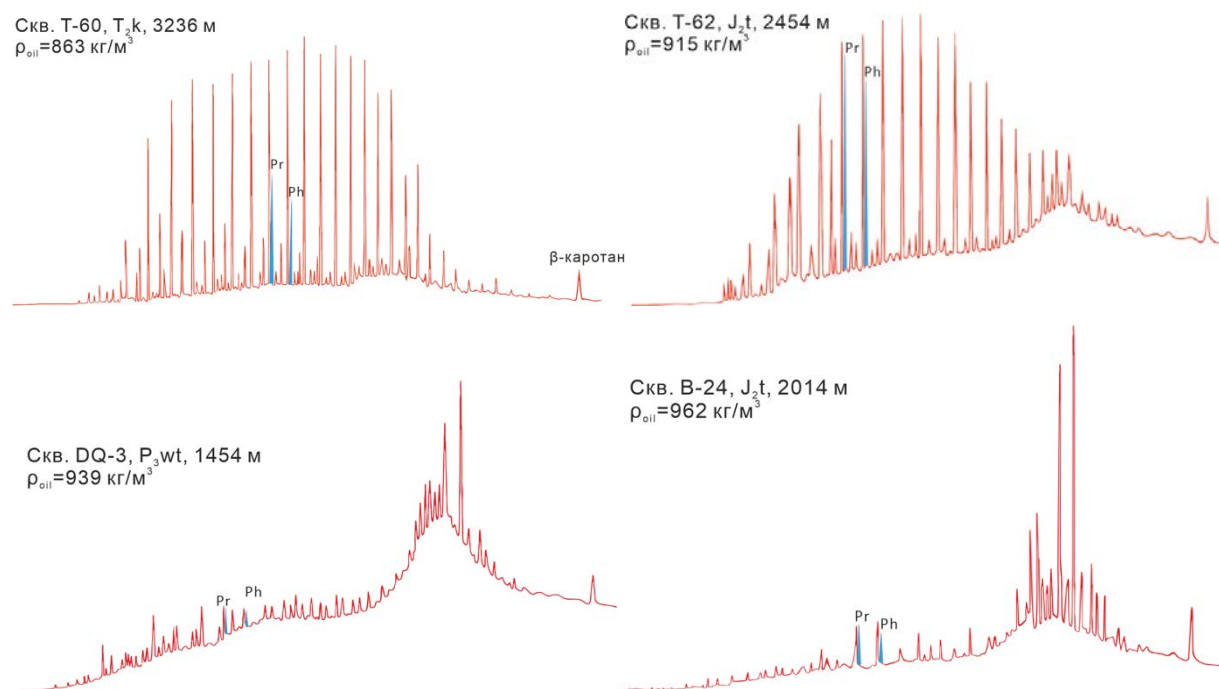 Скв. Т-60, T₂k, 3236 м
ρₒᵢₗ=863 кг/м³
Pr
Ph
β-каротан
Скв. Т-62, J₂t, 2454 м
ρₒᵢₗ=915 кг/м³
Pr
Ph
Скв. DQ-3, P₃wt, 1454 м
ρₒᵢₗ=939 кг/м³
Pr
Ph
Скв. В-24, J₂t, 2014 м
ρₒᵢₗ=962 кг/м³
Pr
Ph